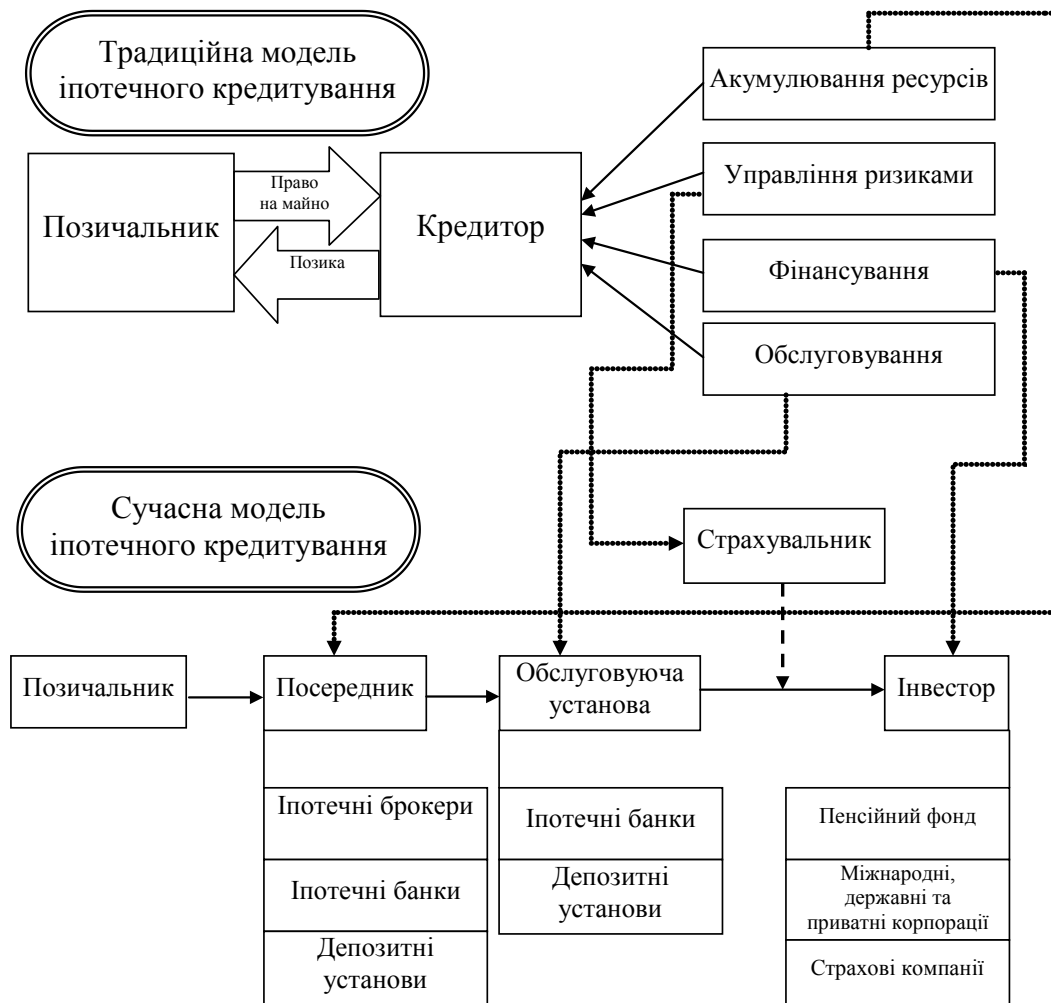 Традиційна модель
іпотечного кредитування
Акумулювання ресурсів
Управління ризиками
Право
на майно
Позичальник
Кредитор
Позика
Фінансування
Обслуговування
Сучасна модель
іпотечного кредитування
Страхувальник
Позичальник
Посередник
Обслуговуюча
установа
Інвестор
Іпотечні брокери
Іпотечні банки
Депозитні
установи
Іпотечні банки
Депозитні
установи
Пенсійний фонд
Міжнародні,
державні та
приватні корпорації
Страхові компанії